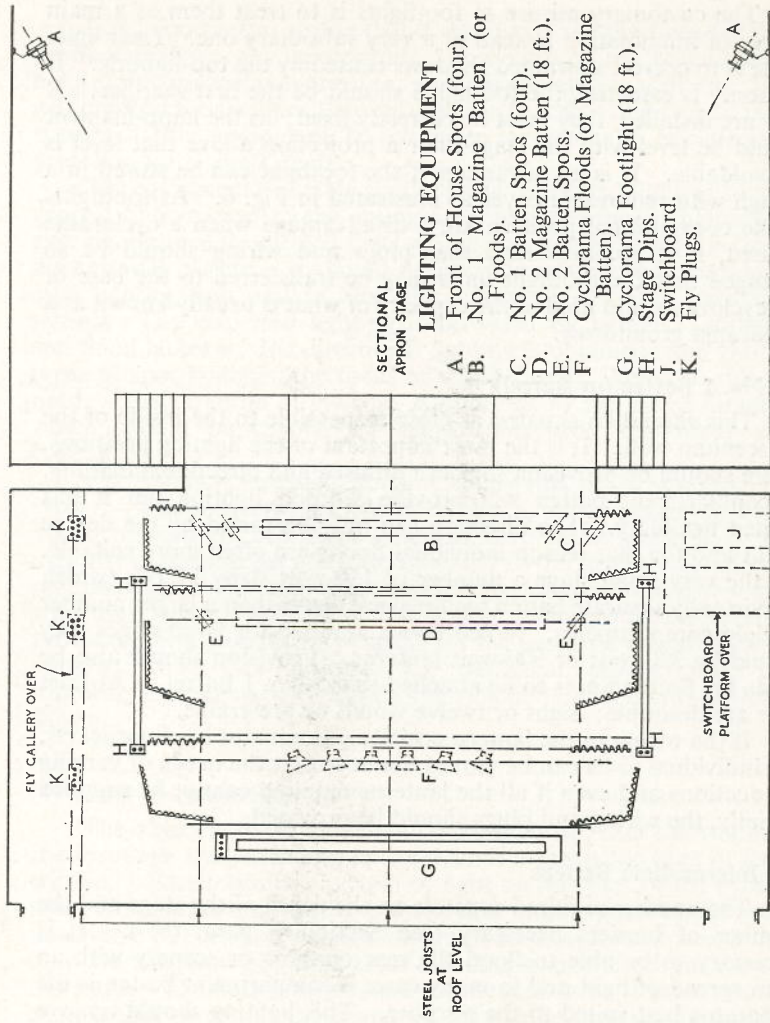 FLY GALLERY OVER
STEEL JOISTS
AT
ROOF LEVEL
G
F
H
H
K
E
D
E
K
H
H
C
B
C
K
J
SWITCHBOARD
PLATFORM OVER
SECTIONAL
APRON STAGE
LIGHTING EQUIPMENT
A. Front of House Spots (four).
B. No. 1 Magazine Batten (or
Floods).
C. No. 1 Batten Spots (four).
D. No. 2 Magazine Batten (18 ft.)
E. No. 2 Batten Spots.
F. Cyclorama Floods (or Magazine
Batten).
G. Cyclorama Footlight (18 ft.)
H. Stage Dips.
J. Switchboard.
K. Fly Plugs.
A
A